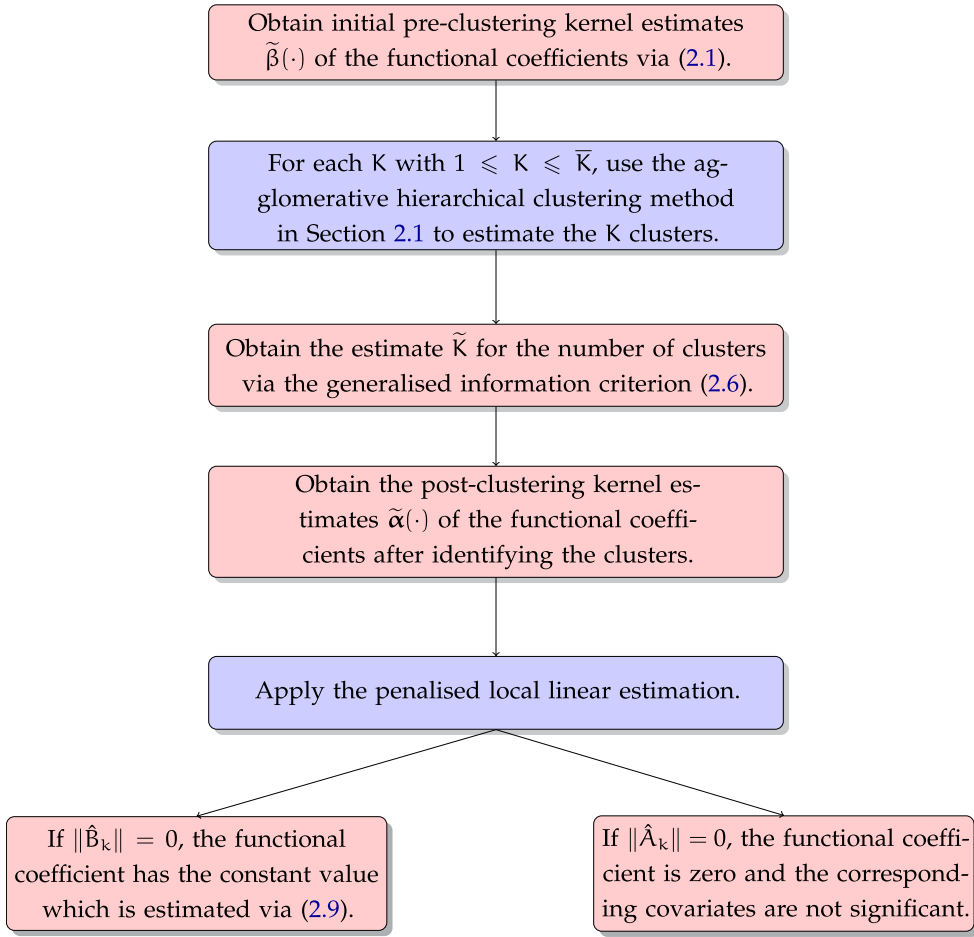 Obtain initial pre-clustering kernel estimates
β̃(·) of the functional coefficients via (2.1).
For each K with 1 ⩽ K ⩽ K̅, use the ag-
glomerative hierarchical clustering method
in Section 2.1 to estimate the K clusters.
Obtain the estimate K̃ for the number of clusters
via the generalised information criterion (2.6).
Obtain the post-clustering kernel es-
timates α̃(·) of the functional coeffi-
cients after identifying the clusters.
Apply the penalised local linear estimation.
If ‖B̂ₖ‖ = 0, the functional
coefficient has the constant value
which is estimated via (2.9).
If ‖Âₖ‖ = 0, the functional coeffi-
cient is zero and the correspond-
ing covariates are not significant.